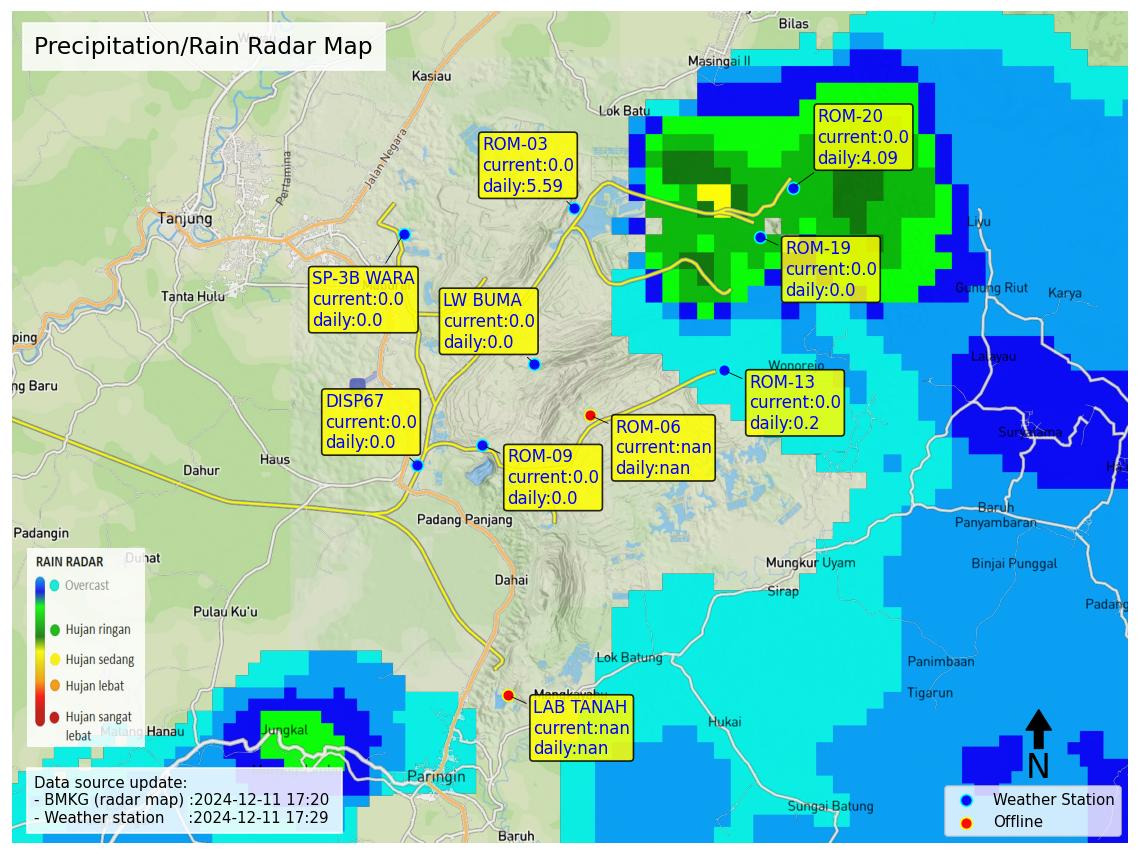 Precipitation/Rain Radar Map
Bilas
Masingai II
Kasiau
Lok Batu
Jalan Negara
Pertamina
Tanjung
ROM-20
current:0.0
daily:4.09
ROM-03
current:0.0
daily:5.59
Liyu
ROM-19
current:0.0
daily:0.0
SP-3B WARA
current:0.0
daily:0.0
Tanta Hulu
LW BUMA
current:0.0
daily:0.0
Gunung Riut
Karya
ping
Lalayau
Wonorejo
ng Baru
ROM-13
current:0.0
daily:0.2
DISP67
current:0.0
daily:0.0
ROM-06
current:nan
daily:nan
Suryatama
ROM-09
current:0.0
daily:0.0
Dahur
Haus
Baruh
Panyambaran
Padang Panjang
Padangin
Duhat
Mungkur Uyam
Binjai Punggal
Dahai
Sirap
Padang
Pulau Ku'u
RAIN RADAR
Overcast
Hujan ringan
Hujan sedang
Hujan lebat
Hujan sangat
lebat
Lok Batung
Panimbaan
Tigarun
Mangkayahu
LAB TANAH
current:nan
daily:nan
Hukai
Hanau
Jungkal
Paringin
N
Data source update:
- BMKG (radar map) :2024-12-11 17:20
- Weather station :2024-12-11 17:29
Sungai Batung
Weather Station
Offline
Baruh